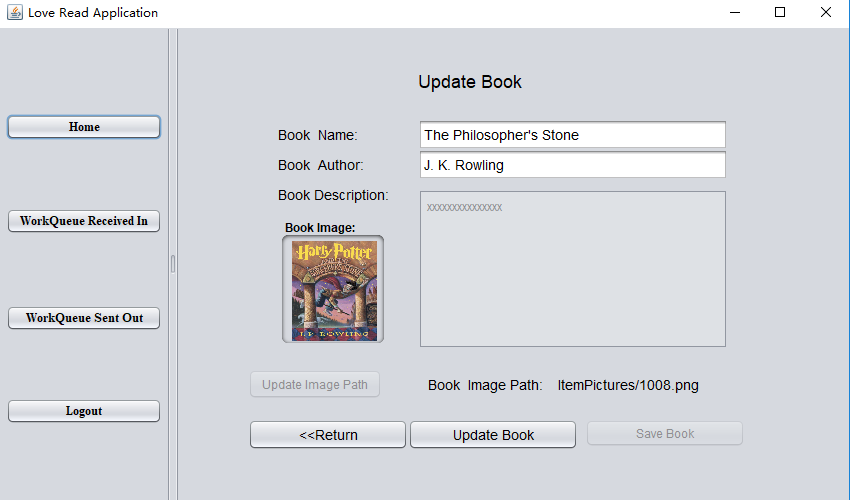 Love Read Application
Home
WorkQueue Received In
WorkQueue Sent Out
Logout
Update Book
Book Name:
The Philosopher's Stone
Book Author:
J. K. Rowling
Book Description:
xxxxxxxxxxxxxxx
Book Image:
Harry Potter
J. K. ROWLING
Update Image Path
Book Image Path:
ItemPictures/1008.png
<<Return
Update Book
Save Book